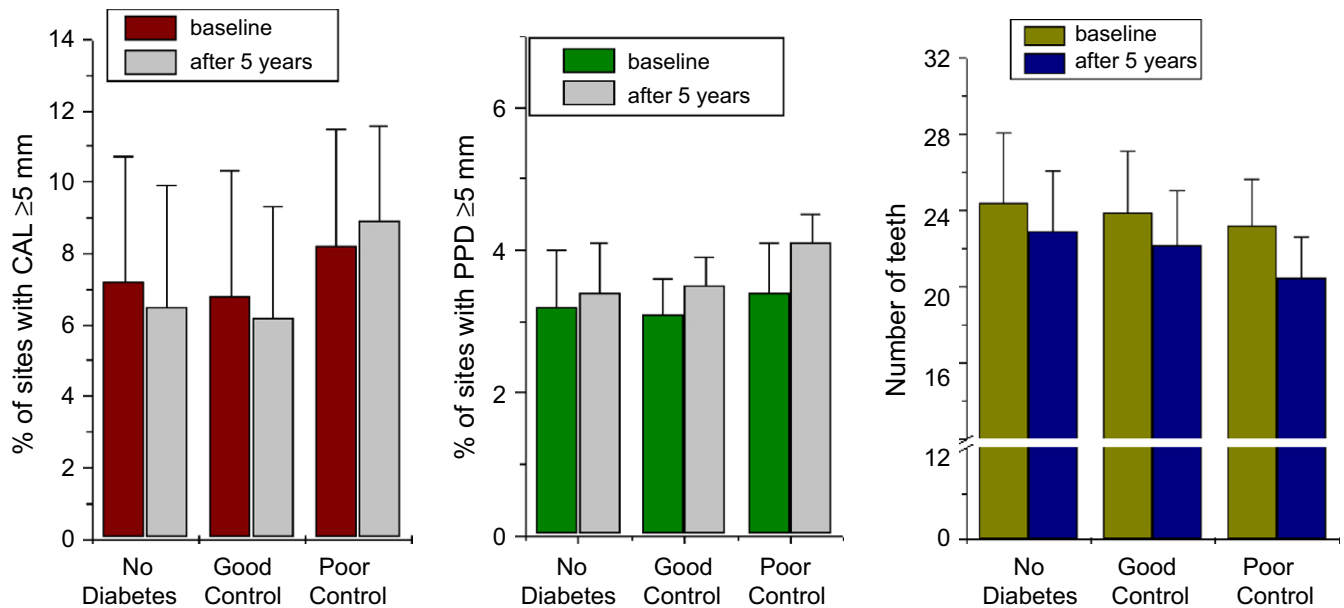 % of sites with CAL ≥5 mm
14
12
10
8
6
4
2
0
baseline
after 5 years
No
Diabetes
Good
Control
Poor
Control
% of sites with PPD ≥5 mm
6
4
2
0
baseline
after 5 years
No
Diabetes
Good
Control
Poor
Control
Number of teeth
32
28
24
20
16
12
0
baseline
after 5 years
No
Diabetes
Good
Control
Poor
Control